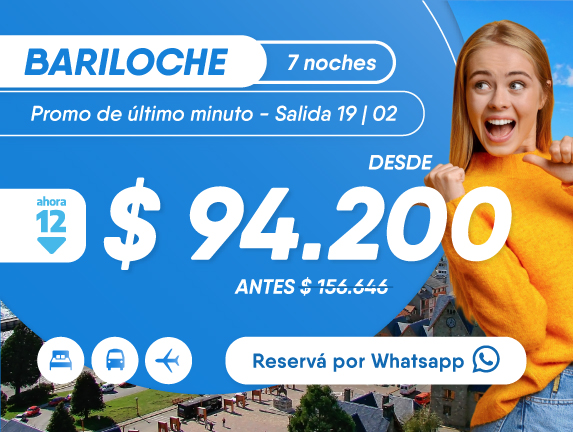 BARILOCHE
7 noches
Promo de último minuto - Salida 19 | 02
DESDE
ahora
12
$ 94.200
ANTES $ 156.646
Reservá por Whatsapp